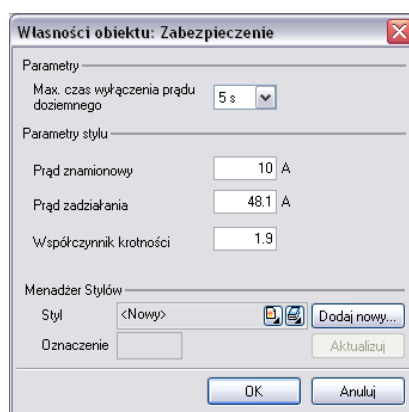 Własności obiektu: Zabezpieczenie
Parametry
Max. czas wyłączenia prądu
doziemnego
5 s
Parametry stylu
Prąd znamionowy
10 A
Prąd zadziałania
48.1 A
Współczynnik krotności
1.9
Menadżer Stylów
Styl
<Nowy>
Dodaj nowy...
Oznaczenie
Aktualizuj
OK
Anuluj